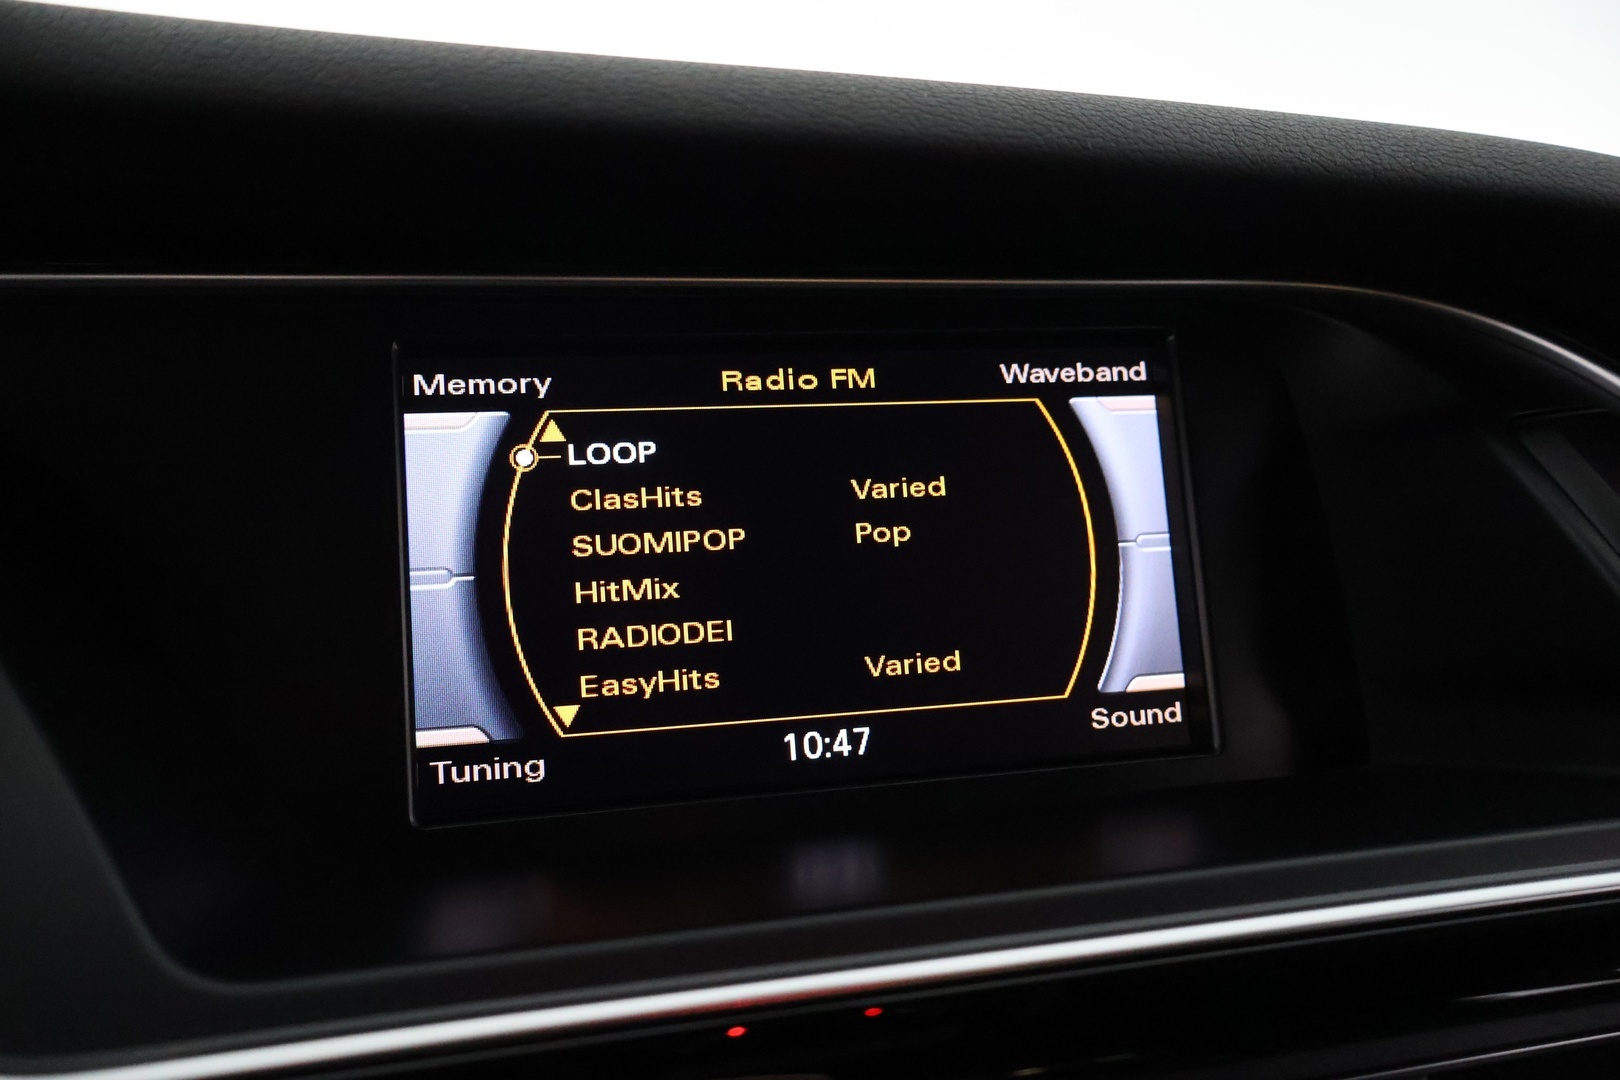 Memory Radio FM Waveband
LOOP
ClasHits Varied
SUOMIPOP Pop
HitMix
RADIODEI
EasyHits Varied
Tuning 10:47 Sound